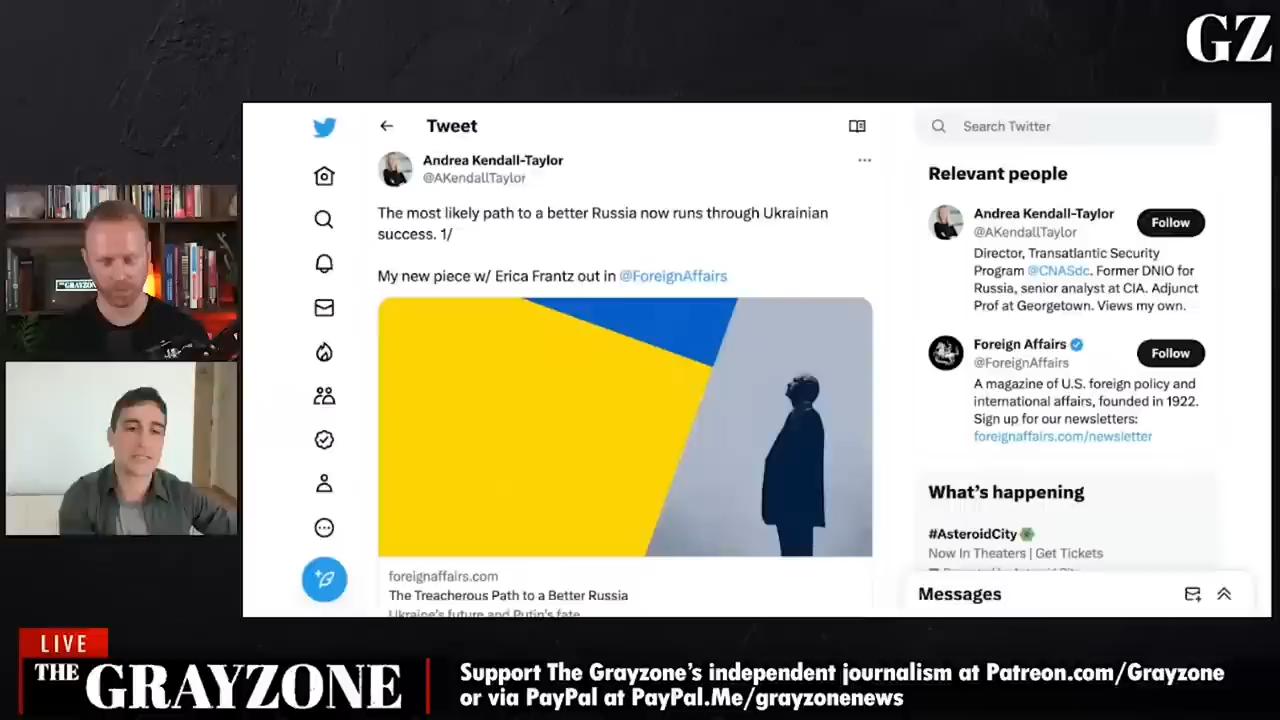 GZ
Tweet
Search Twitter
Andrea Kendall-Taylor
@AKendallTaylor
The most likely path to a better Russia now runs through Ukrainian
success. 1/
My new piece w/ Erica Frantz out in @ForeignAffairs
foreignaffairs.com
The Treacherous Path to a Better Russia
Ukraine's future and Putin's fate
Relevant people
Andrea Kendall-Taylor
@AKendallTaylor
Follow
Director, Transatlantic Security
Program @CNASdc. Former DNIO for
Russia, senior analyst at CIA. Adjunct
Prof at Georgetown. Views my own.
Foreign Affairs
@ForeignAffairs
Follow
A magazine of U.S. foreign policy and
international affairs, founded in 1922.
Sign up for our newsletters:
foreignaffairs.com/newsletter
What's happening
#AsteroidCity
Now In Theaters | Get Tickets
Messages
LIVE
THE GRAYZONE
Support The Grayzone's independent journalism at Patreon.com/Grayzone
or via PayPal at PayPal.Me/grayzonenews